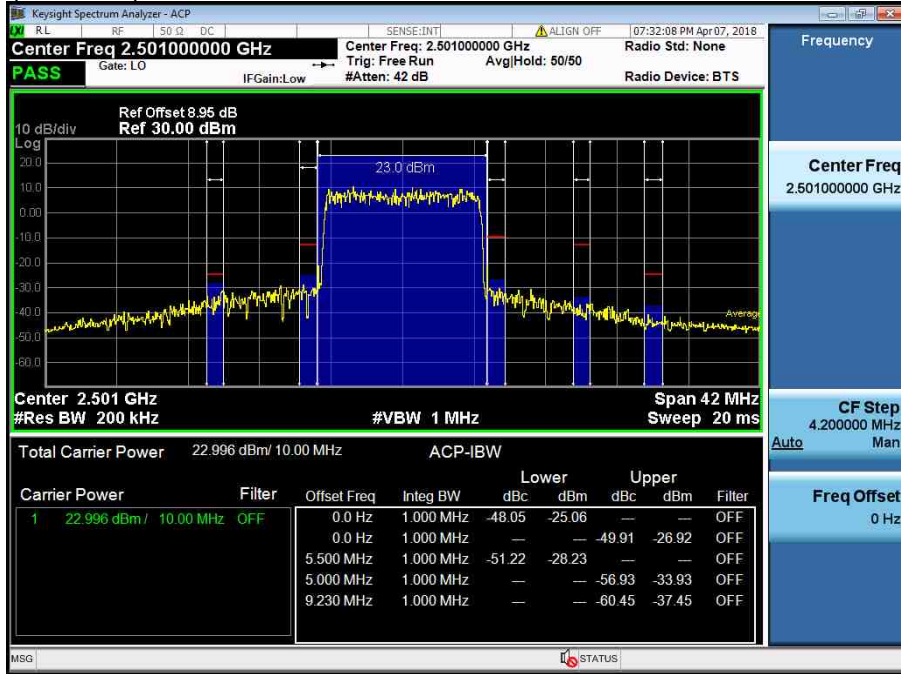 Keysight Spectrum Analyzer - ACP
LXI RL RF 50 Ω DC SENSE:INT ALIGN OFF 07:32:08 PM Apr 07, 2018
Center Freq 2.501000000 GHz Center Freq: 2.501000000 GHz Radio Std: None
Gate: LO Trig: Free Run Avg|Hold: 50/50
PASS IFGain:Low #Atten: 42 dB Radio Device: BTS
Frequency
Ref Offset 8.95 dB
10 dB/div Ref 30.00 dBm
Log
20.0
10.0
0.00
-10.0
-20.0
-30.0
-40.0
-50.0
-60.0
23.0 dBm
Average
Center 2.501 GHz Span 42 MHz
#Res BW 200 kHz #VBW 1 MHz Sweep 20 ms
Center Freq
2.501000000 GHz
CF Step
4.200000 MHz
Auto Man
Freq Offset
0 Hz
Total Carrier Power 22.996 dBm/ 10.00 MHz ACP-IBW
Lower Upper
Carrier Power Filter Offset Freq Integ BW dBc dBm dBc dBm Filter
1 22.996 dBm / 10.00 MHz OFF 0.0 Hz 1.000 MHz -48.05 -25.06 --- --- OFF
0.0 Hz 1.000 MHz --- --- -49.91 -26.92 OFF
5.500 MHz 1.000 MHz -51.22 -28.23 --- --- OFF
5.000 MHz 1.000 MHz --- --- -56.93 -33.93 OFF
9.230 MHz 1.000 MHz --- --- -60.45 -37.45 OFF
MSG STATUS